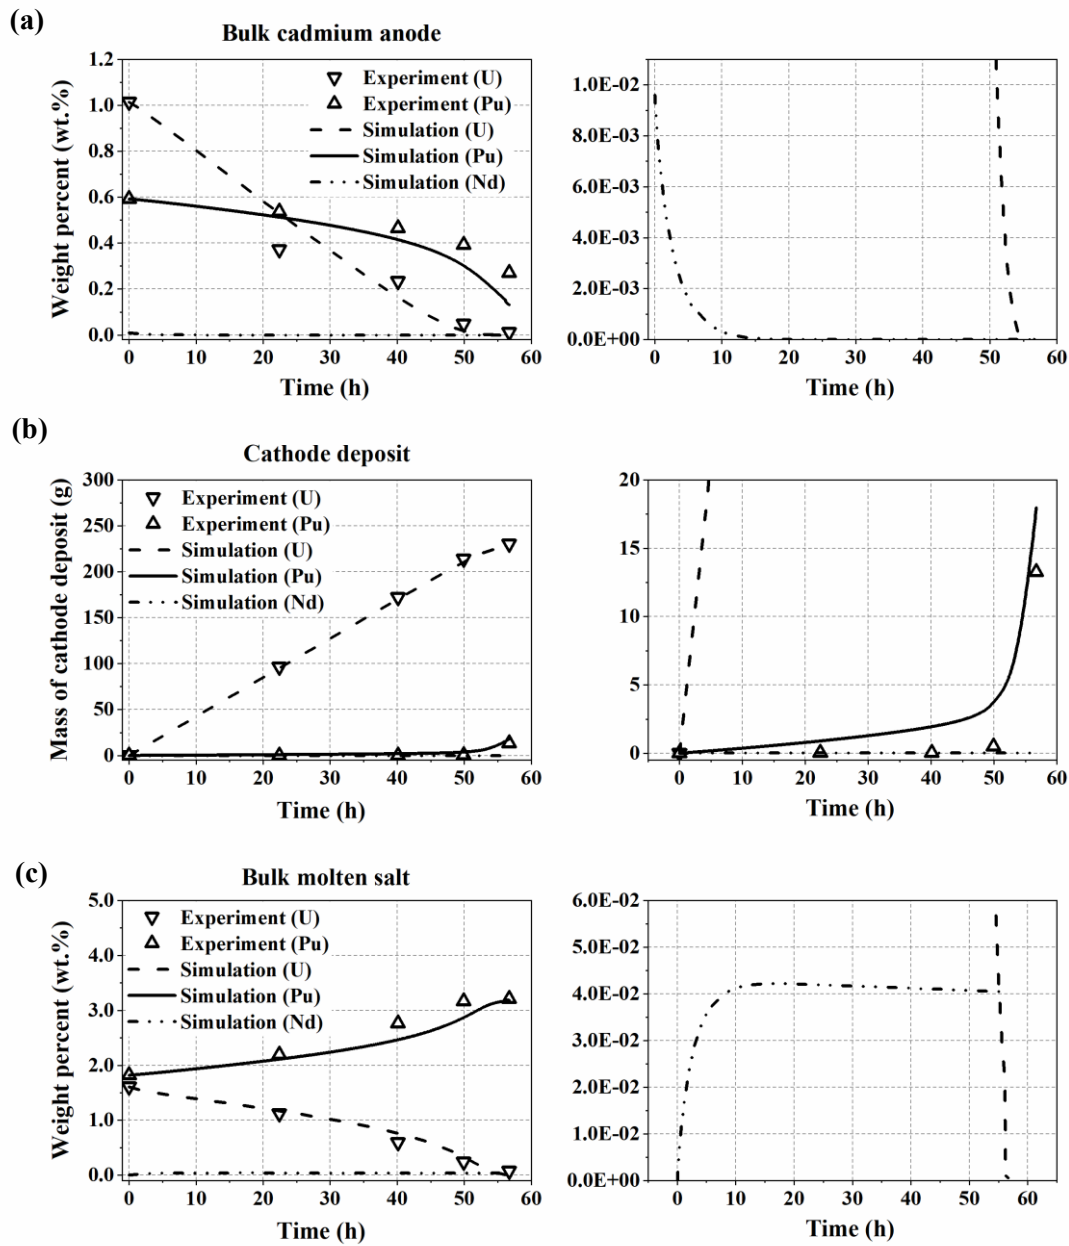 (a)
Bulk cadmium anode
Weight percent (wt.%)
1.2
1.0
0.8
0.6
0.4
0.2
0.0
Experiment (U)
Experiment (Pu)
Simulation (U)
Simulation (Pu)
Simulation (Nd)
0 10 20 30 40 50 60
Time (h)
1.0E-02
8.0E-03
6.0E-03
4.0E-03
2.0E-03
0.0E+00
0 10 20 30 40 50 60
Time (h)
(b)
Cathode deposit
Mass of cathode deposit (g)
300
250
200
150
100
50
0
Experiment (U)
Experiment (Pu)
Simulation (U)
Simulation (Pu)
Simulation (Nd)
0 10 20 30 40 50 60
Time (h)
20
15
10
5
0
0 10 20 30 40 50 60
Time (h)
(c)
Bulk molten salt
Weight percent (wt.%)
5.0
4.0
3.0
2.0
1.0
0.0
Experiment (U)
Experiment (Pu)
Simulation (U)
Simulation (Pu)
Simulation (Nd)
0 10 20 30 40 50 60
Time (h)
6.0E-02
5.0E-02
4.0E-02
3.0E-02
2.0E-02
1.0E-02
0.0E+00
0 10 20 30 40 50 60
Time (h)